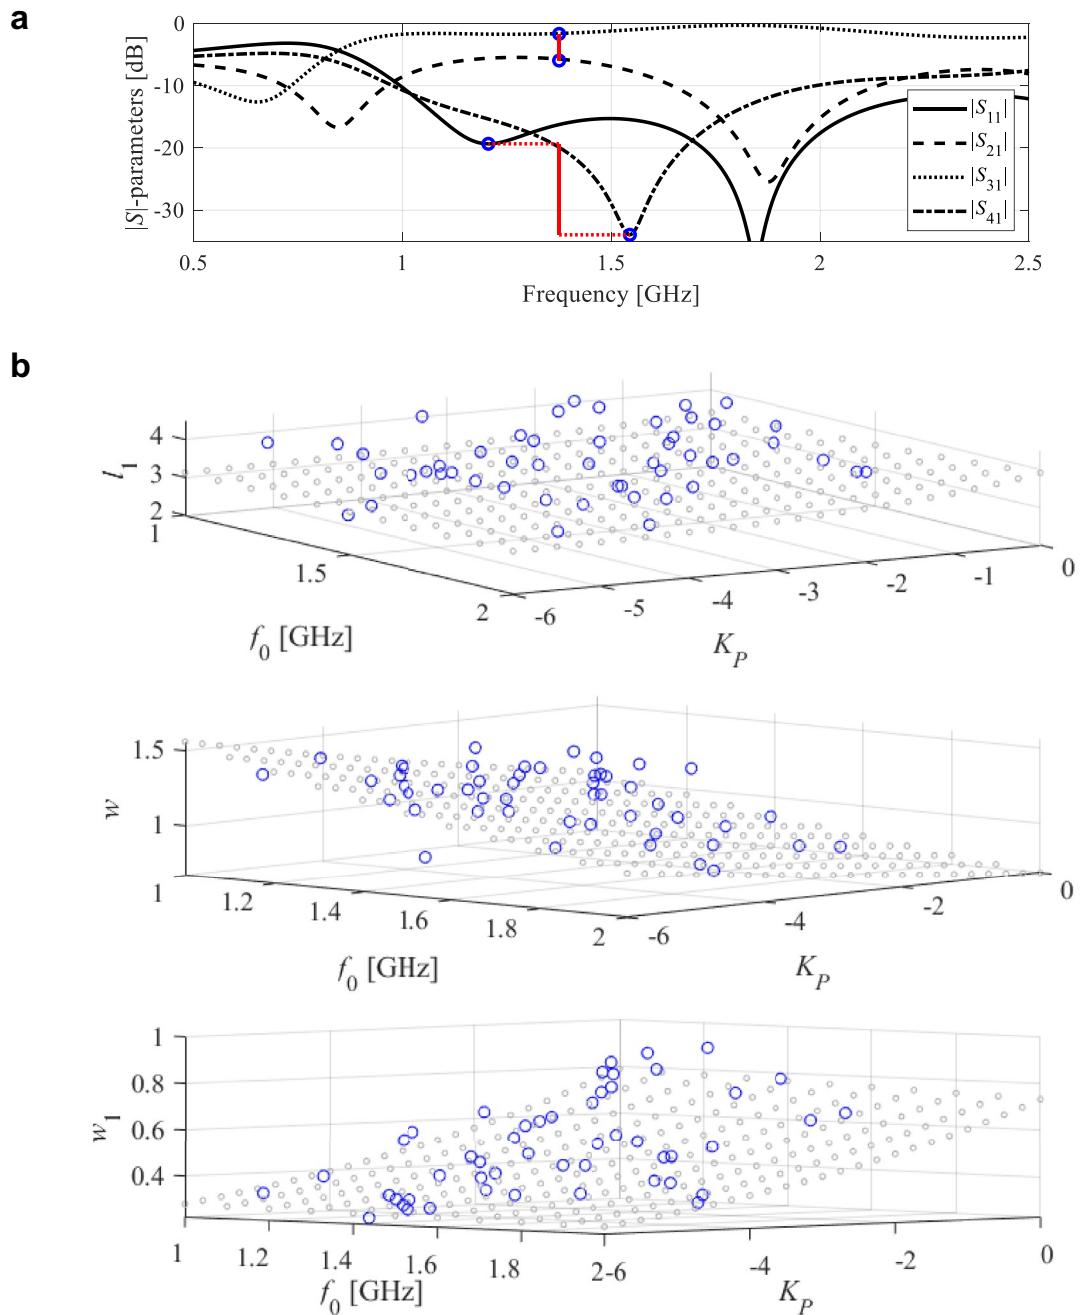 a
0
-10
-20
-30
|S|-parameters [dB]
|S11|
|S21|
|S31|
|S41|
0.5 1 1.5 2 2.5
Frequency [GHz]
b
4
3
2
l1
1
1.5
2
f0 [GHz]
-6 -5 -4 -3 -2 -1 0
KP
1.5
1
w
1 1.2 1.4 1.6 1.8 2
f0 [GHz]
-6 -4 -2 0
KP
1
0.8
0.6
0.4
w1
1 1.2 1.4 1.6 1.8 2
f0 [GHz]
-6 -4 -2 0
KP